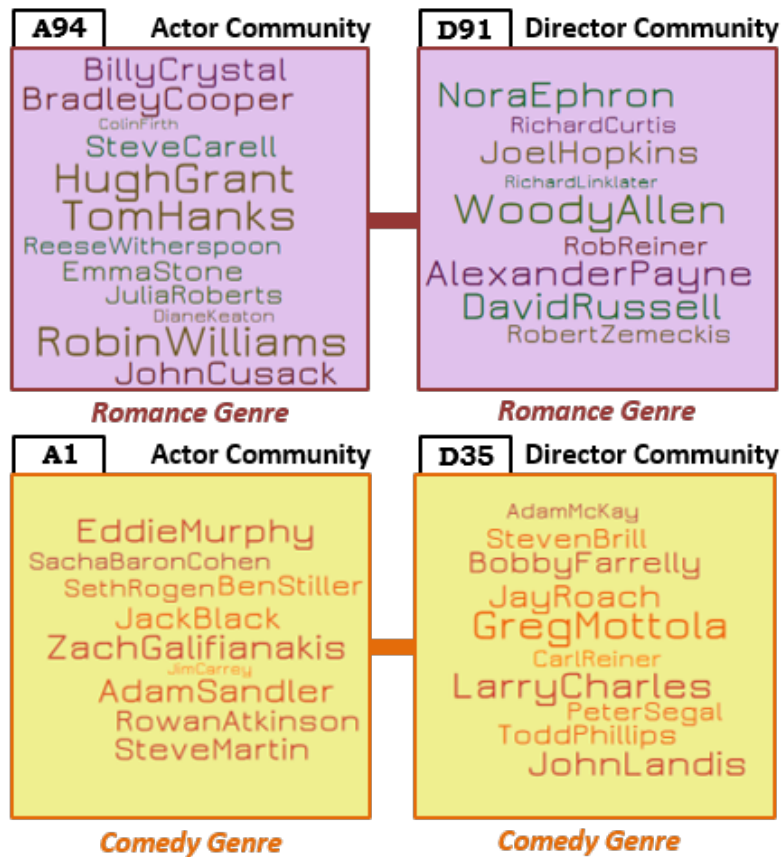 A94 Actor Community
BillyCrystal
BradleyCooper
ColinFirth
SteveCarell
HughGrant
TomHanks
ReeseWitherspoon
EmmaStone
JuliaRoberts
DianeKeaton
RobinWilliams
JohnCusack
Romance Genre
D91 Director Community
NoraEphron
RichardCurtis
JoelHopkins
RichardLinklater
WoodyAllen
RobReiner
AlexanderPayne
DavidRussell
RobertZemeckis
Romance Genre
A1 Actor Community
EddieMurphy
SachaBaronCohen
SethRogen BenStiller
JackBlack
ZachGalifianakis
JimCarrey
AdamSandler
RowanAtkinson
SteveMartin
Comedy Genre
D35 Director Community
AdamMcKay
StevenBrill
BobbyFarrelly
JayRoach
GregMottola
CarlReiner
LarryCharles
PeterSegal
ToddPhillips
JohnLandis
Comedy Genre